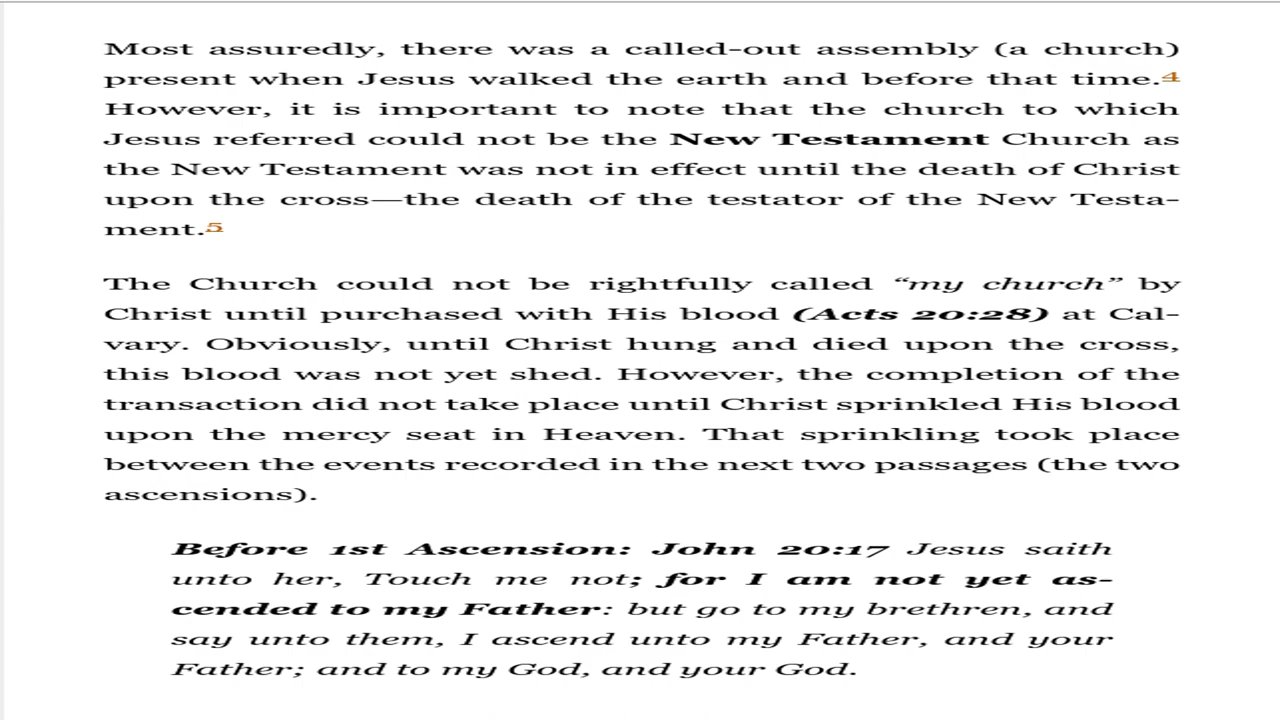 Most assuredly, there was a called-out assembly (a church)
present when Jesus walked the earth and before that time.4
However, it is important to note that the church to which
Jesus referred could not be the New Testament Church as
the New Testament was not in effect until the death of Christ
upon the cross—the death of the testator of the New Testa-
ment.5
The Church could not be rightfully called “my church” by
Christ until purchased with His blood (Acts 20:28) at Cal-
vary. Obviously, until Christ hung and died upon the cross,
this blood was not yet shed. However, the completion of the
transaction did not take place until Christ sprinkled His blood
upon the mercy seat in Heaven. That sprinkling took place
between the events recorded in the next two passages (the two
ascensions).
Before 1st Ascension: John 20:17 Jesus saith
unto her, Touch me not; for I am not yet as-
cended to my Father: but go to my brethren, and
say unto them, I ascend unto my Father, and your
Father; and to my God, and your God.